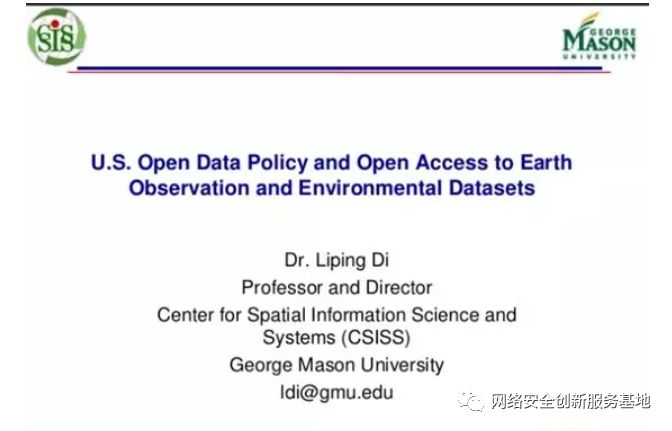 SIS
GEORGE
MASON
UNIVERSITY
U.S. Open Data Policy and Open Access to Earth
Observation and Environmental Datasets
Dr. Liping Di
Professor and Director
Center for Spatial Information Science and
Systems (CSISS)
George Mason University
ldi@gmu.edu
网络安全创新服务基地